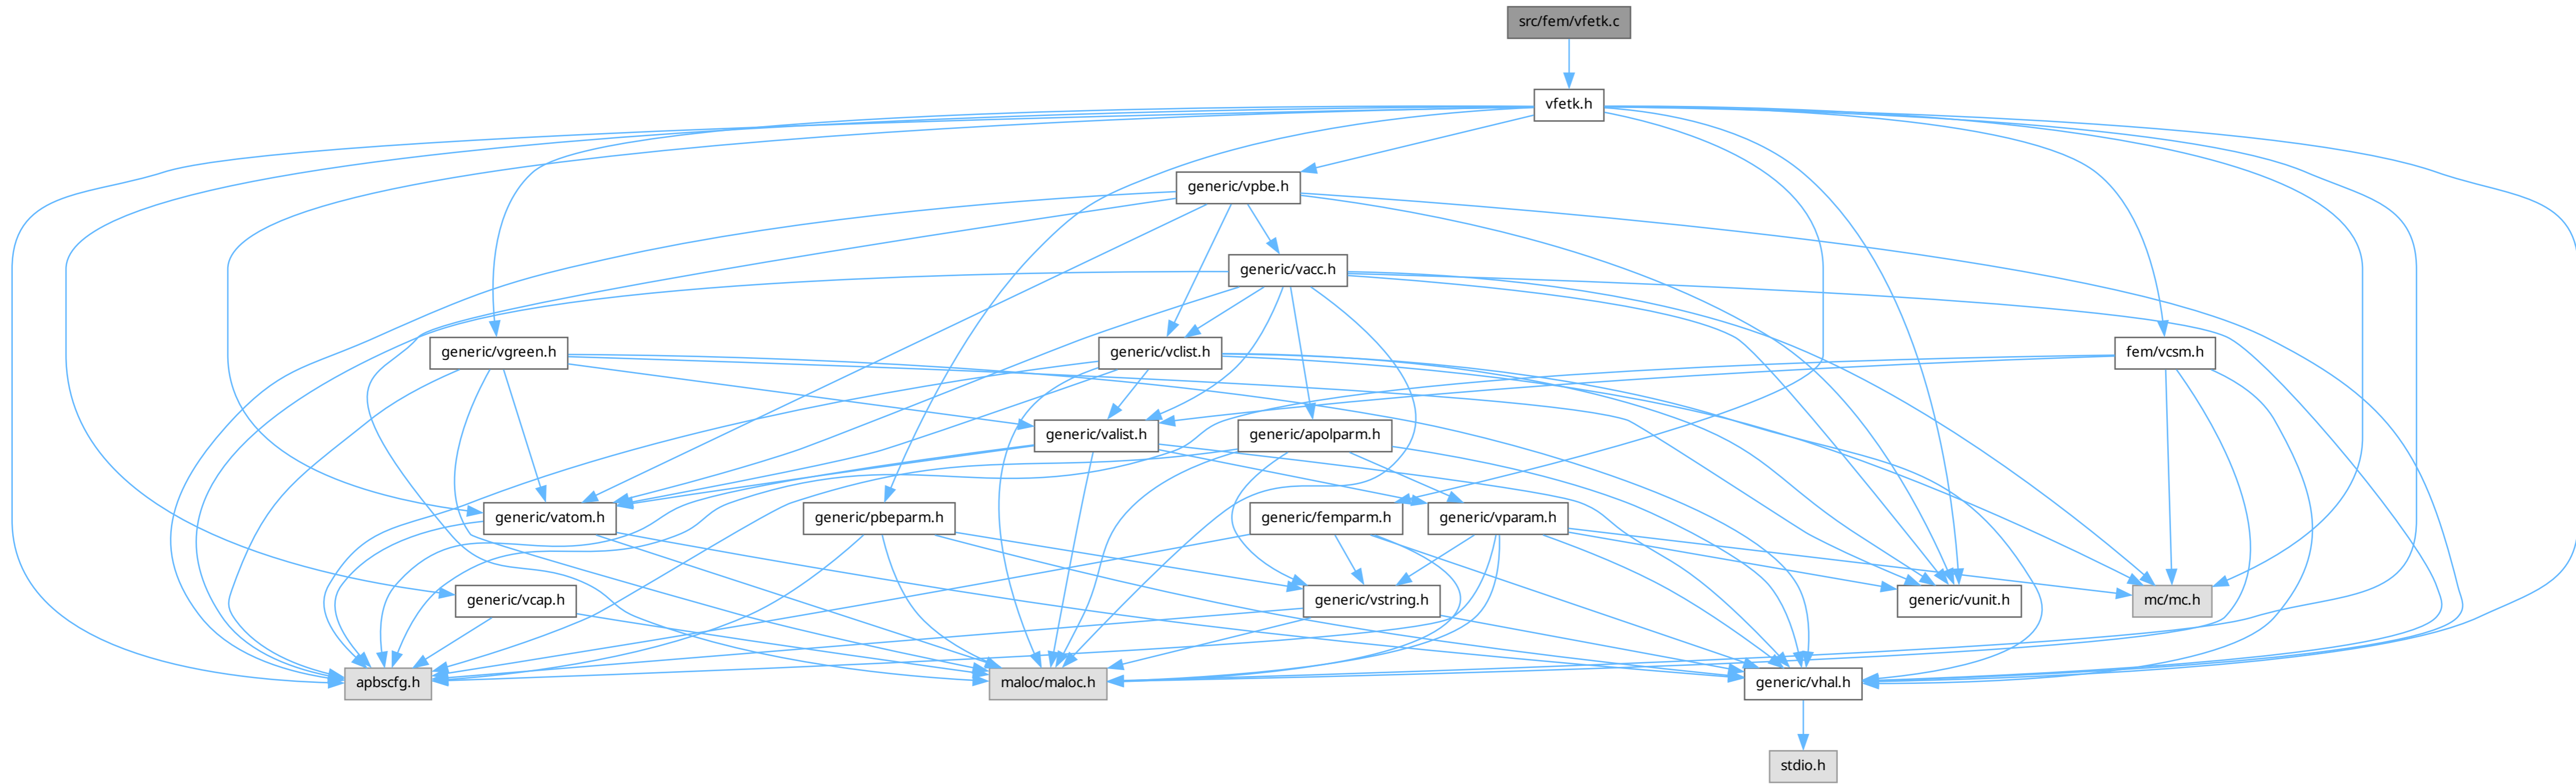 src/fem/vfetk.c
vfetk.h
generic/vpbe.h
generic/vacc.h
generic/vgreen.h
generic/vclist.h
fem/vcsm.h
generic/valist.h
generic/apolparm.h
generic/vatom.h
generic/pbeparm.h
generic/femparm.h
generic/vparam.h
generic/vcap.h
generic/vstring.h
generic/vunit.h
mc/mc.h
apbscfg.h
maloc/maloc.h
generic/vhal.h
stdio.h